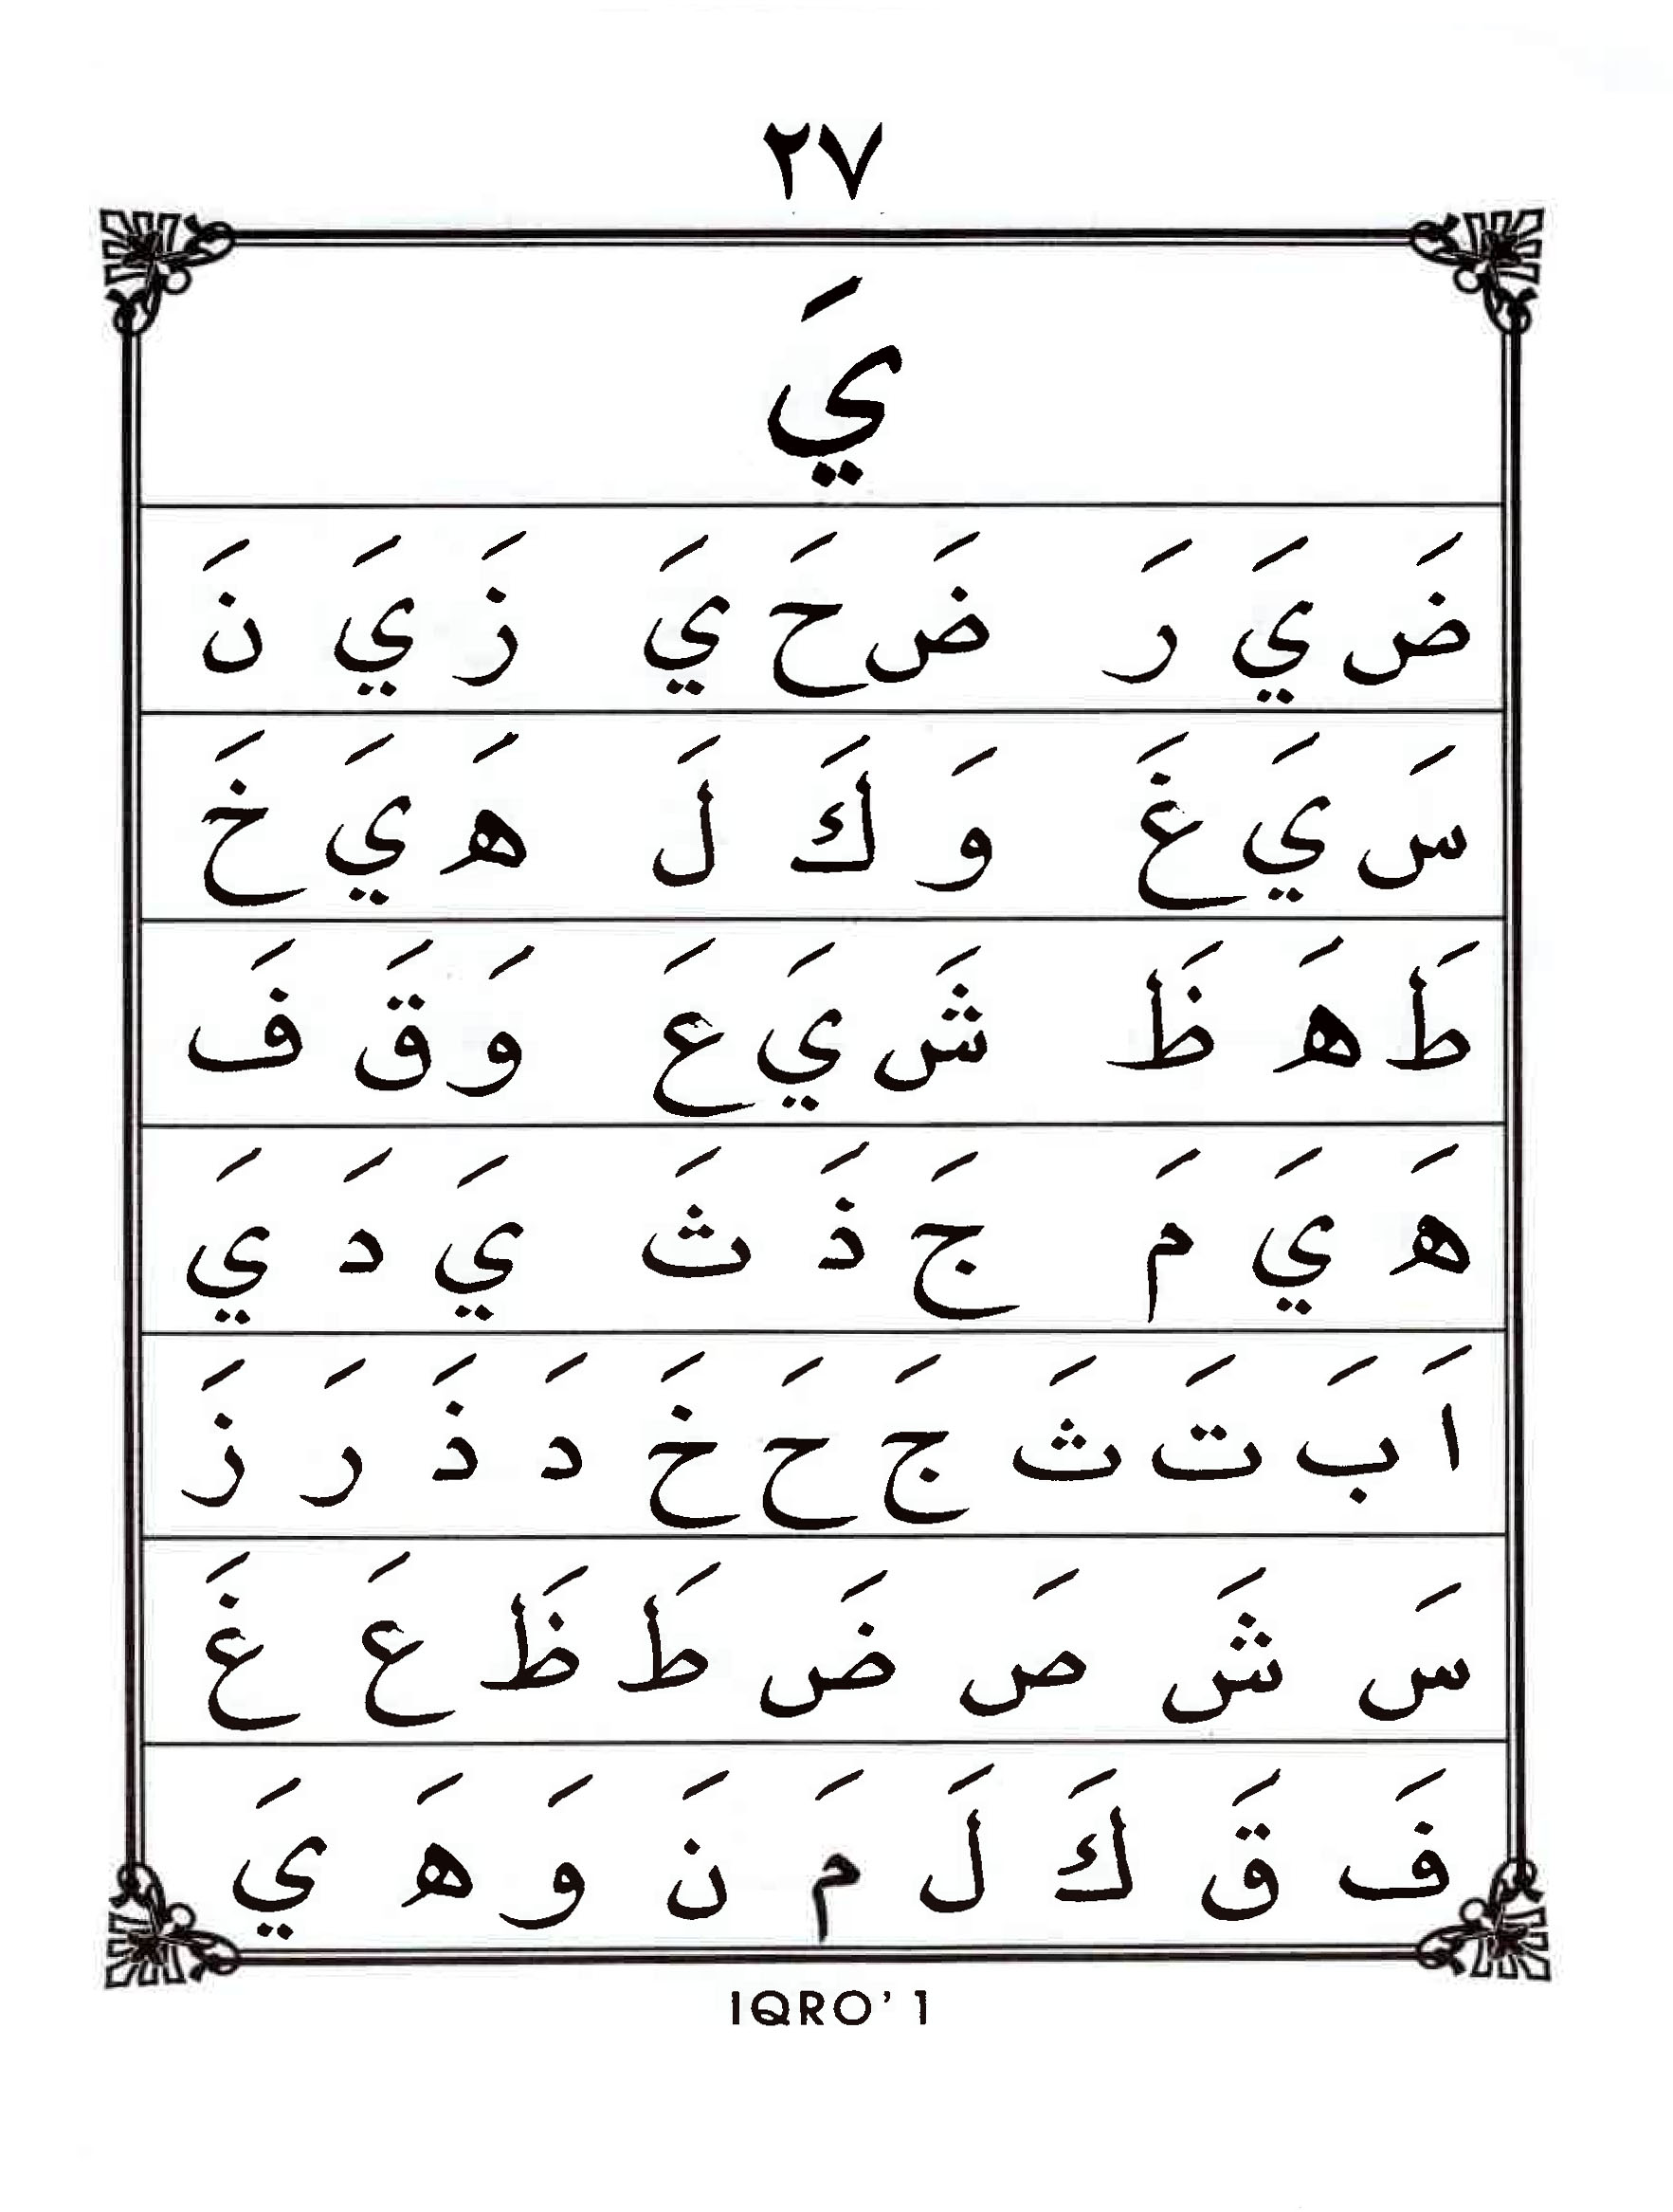 ٢٧
يَ
ضَ يَ رَ ضَ حَ يَ زَ يَ نَ
سَ يَ غَ وَ كَ لَ هَ يَ خَ
طَ هَ ظَ شَ يَ عَ وَ قَ فَ
هَ يَ مَ جَ ذَ ثَ يَ دَ يَ
اَ بَ تَ ثَ جَ حَ خَ دَ ذَ رَ زَ
سَ شَ صَ ضَ طَ ظَ عَ غَ
فَ قَ كَ لَ مَ نَ وَ هَ يَ
IQRO' 1